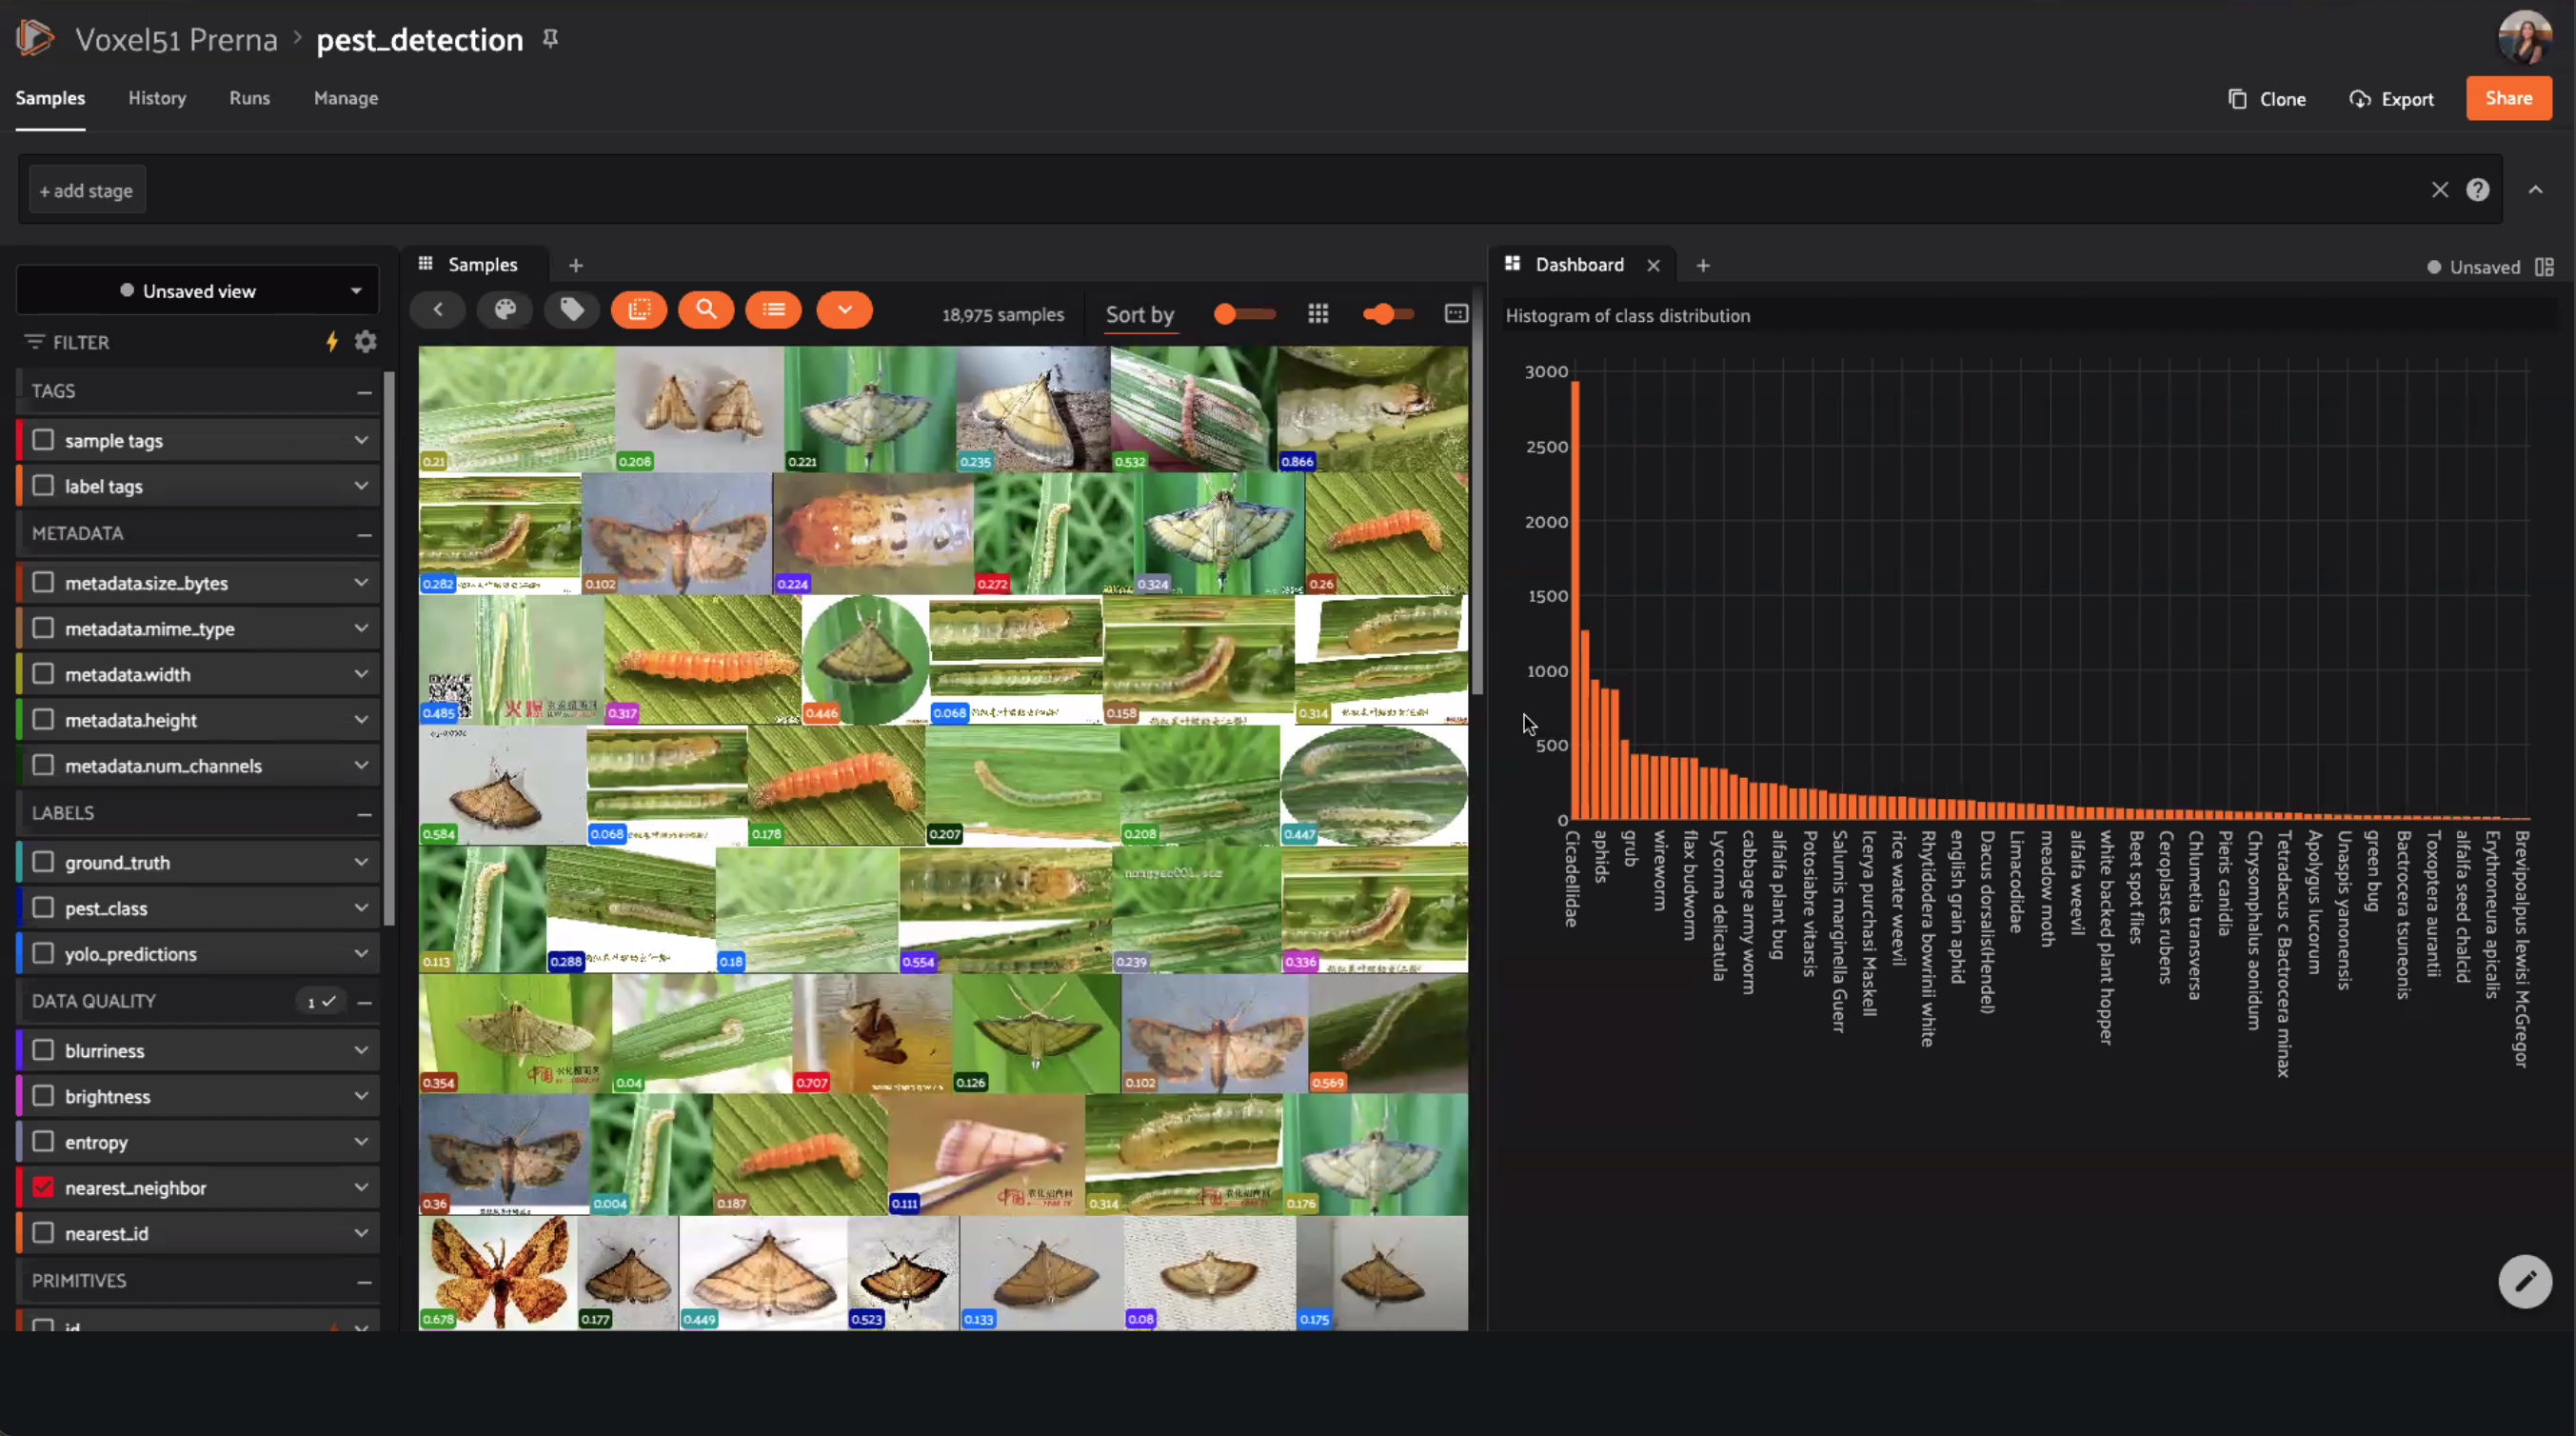 Voxel51 Prerna > pest_detection
Samples History Runs Manage
Clone Export Share
+ add stage
Unsaved view
FILTER
TAGS
sample tags
label tags
METADATA
metadata.size_bytes
metadata.mime_type
metadata.width
metadata.height
metadata.num_channels
LABELS
ground_truth
pest_class
yolo_predictions
DATA QUALITY 1
blurriness
brightness
entropy
nearest_neighbor
nearest_id
PRIMITIVES
id
Samples
18,975 samples Sort by
0.21 0.208 0.221 0.235 0.532 0.866
0.282 0.102 0.224 0.272 0.324 0.26
0.485 0.317 0.446 0.068 0.158 0.314
0.584 0.068 0.178 0.207 0.208 0.447
0.113 0.288 0.18 0.554 0.239 0.336
0.354 0.04 0.707 0.126 0.102 0.569
0.36 0.004 0.187 0.111 0.314 0.176
0.678 0.177 0.449 0.523 0.133 0.08 0.175
Dashboard
Unsaved
Histogram of class distribution
3000
2500
2000
1500
1000
500
0
Cicadellidae
aphids
grub
wireworm
flax budworm
Lycorma delicatula
cabbage army worm
alfalfa plant bug
Potosiabre vitarsis
Salurnis marginella Guerr
Icerya purchasi Maskell
rice water weevil
Rhytidodera bowrinii white
english grain aphid
Dacus dorsalis(Hendel)
Limacodidae
meadow moth
alfalfa weevil
white backed plant hopper
Beet spot flies
Ceroplastes rubens
Chlumetia transversa
Pieris canidia
Chrysomphalus aonidum
Tetradacus c Bactrocera minax
Apolygus lucorum
Unaspis yanonensis
green bug
Bactrocera tsuneonis
Toxoptera aurantii
alfalfa seed chalcid
Erythroneura apicalis
Brevipoalpus lewisi McGregor